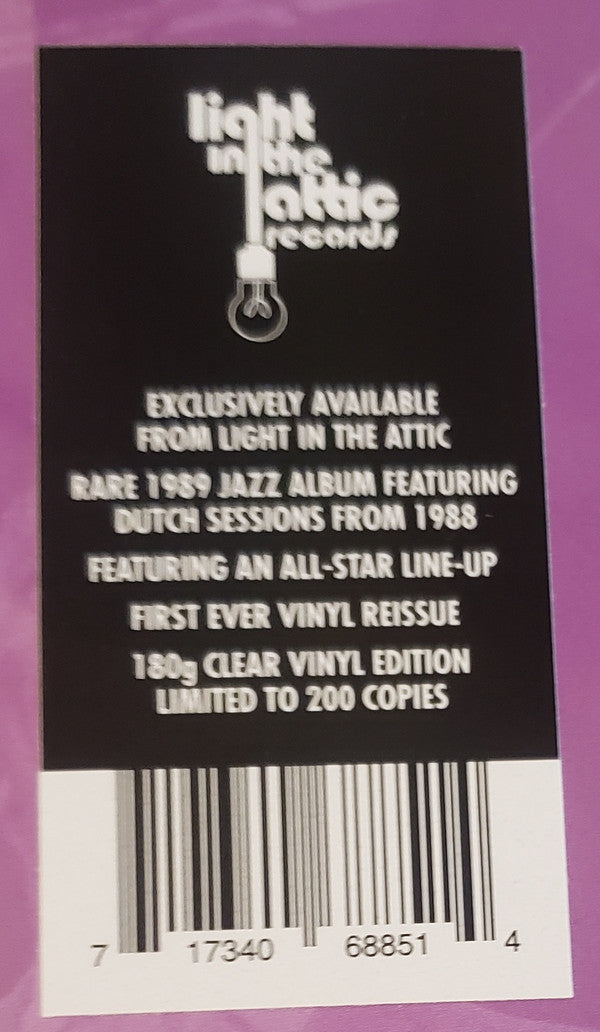 light
in the
attic
records
EXCLUSIVELY AVAILABLE
FROM LIGHT IN THE ATTIC
RARE 1989 JAZZ ALBUM FEATURING
DUTCH SESSIONS FROM 1988
FEATURING AN ALL-STAR LINE-UP
FIRST EVER VINYL REISSUE
180g CLEAR VINYL EDITION
LIMITED TO 200 COPIES
7 17340 68851 4